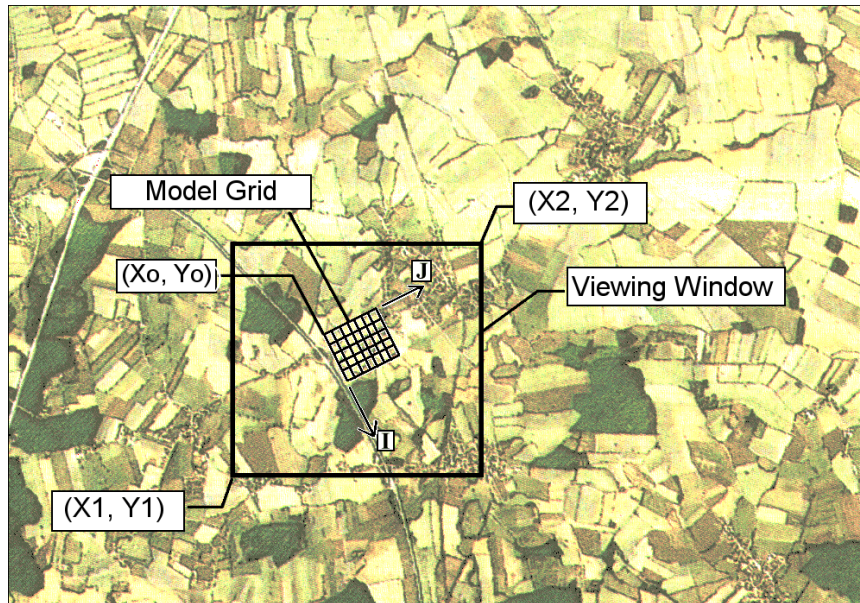 Model Grid
(X2, Y2)
(Xo, Yo)
J
Viewing Window
I
(X1, Y1)